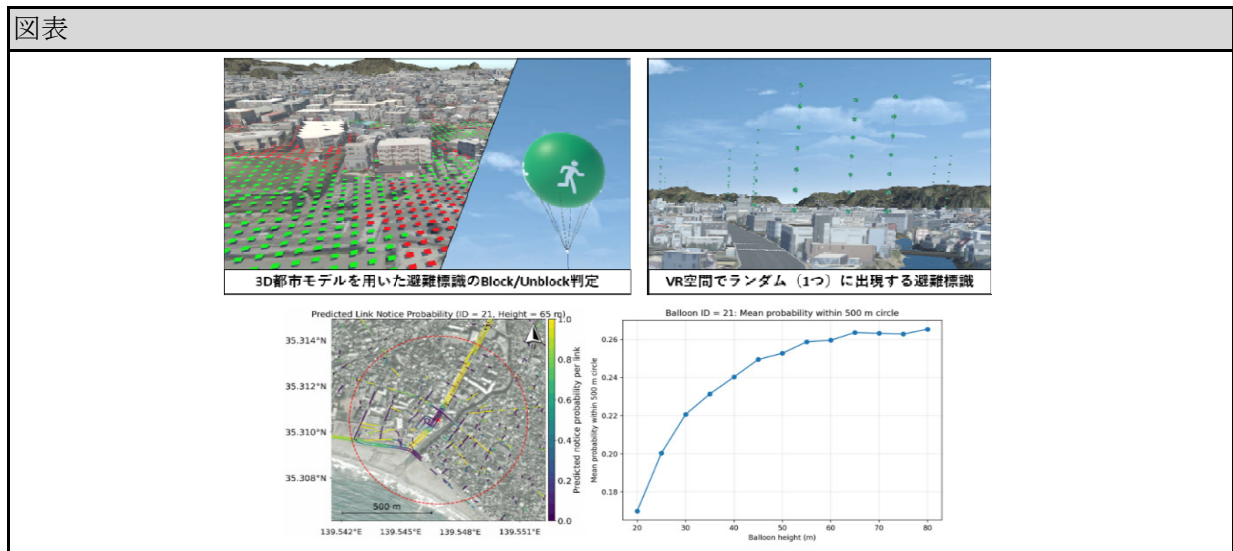 図表
3D都市モデルを用いた避難標識のBlock/Unblock判定
VR空間でランダム（1つ）に出現する避難標識
Predicted Link Notice Probability (ID = 21, Height = 65 m)
35.314°N
35.312°N
35.310°N
35.308°N
500 m
139.542°E 139.545°E 139.548°E 139.551°E
1.0
0.8
0.6
0.4
0.2
0.0
Predicted notice probability per link
Balloon ID = 21: Mean probability within 500 m circle
Mean probability within 500 m circle
0.26
0.24
0.22
0.20
0.18
20 30 40 50 60 70 80
Balloon height (m)